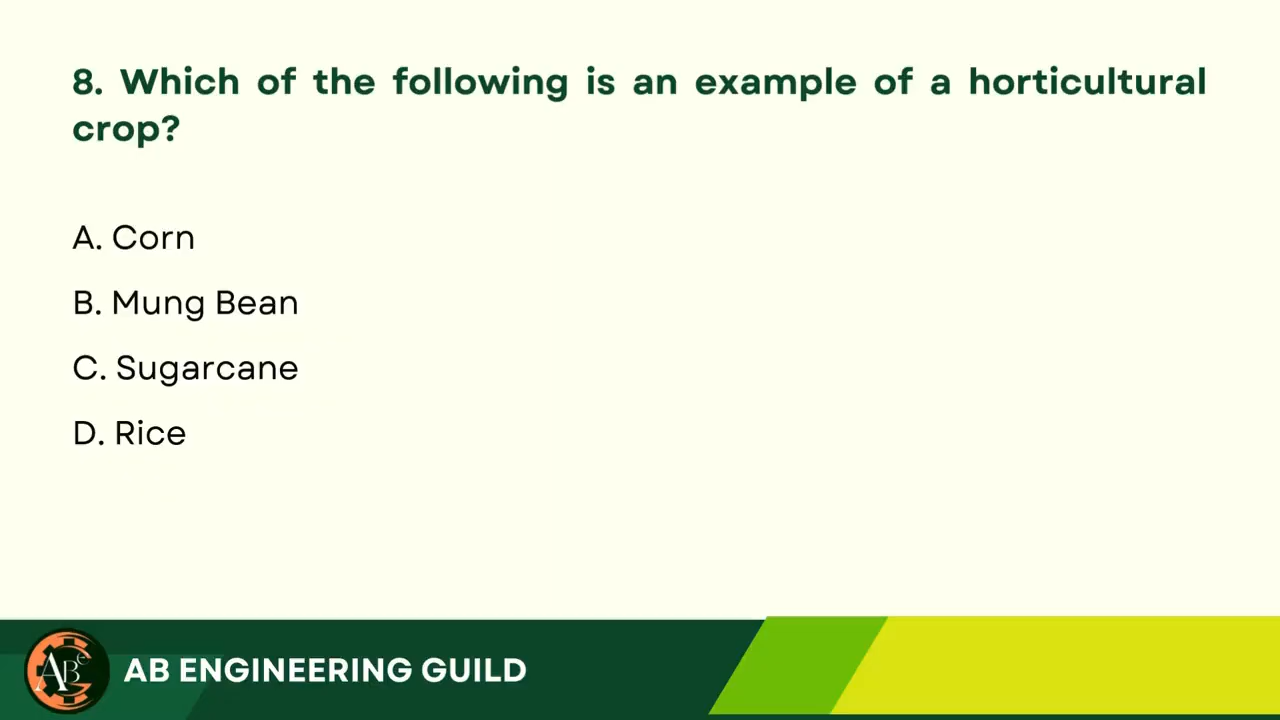 8. Which of the following is an example of a horticultural
crop?
A. Corn
B. Mung Bean
C. Sugarcane
D. Rice
ABe
AB ENGINEERING GUILD